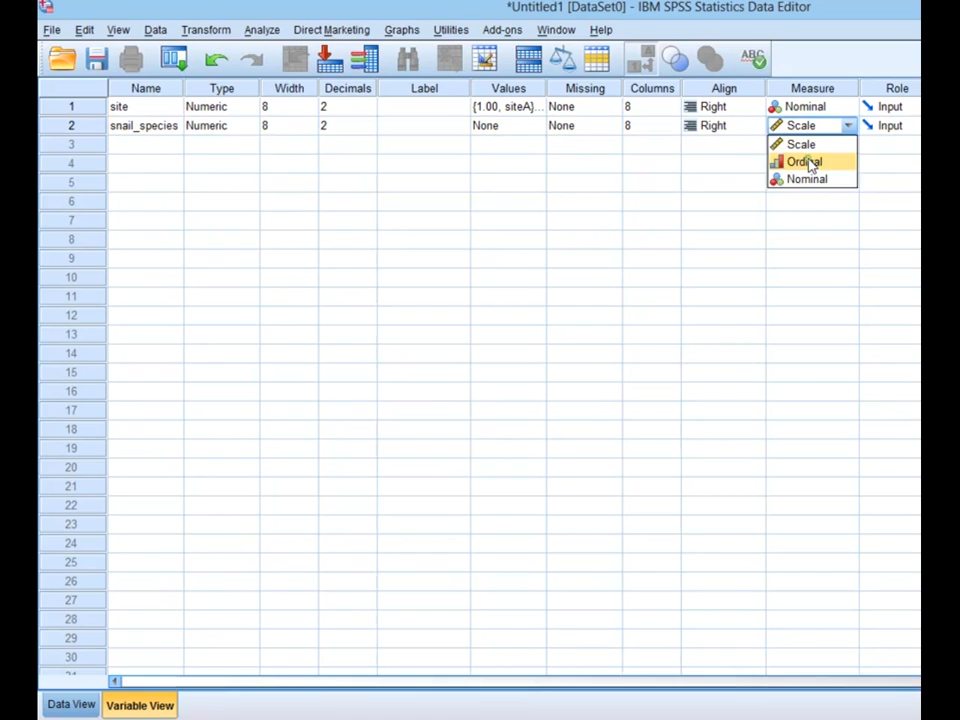 *Untitled1 [DataSet0] - IBM SPSS Statistics Data Editor
File Edit View Data Transform Analyze Direct Marketing Graphs Utilities Add-ons Window Help
Name Type Width Decimals Label Values Missing Columns Align Measure Role
1 site Numeric 8 2 {1.00, siteA}... None 8 Right Nominal Input
2 snail_species Numeric 8 2 None None 8 Right Scale Input
3 Scale
4 Ordinal
5 Nominal
6
7
8
9
10
11
12
13
14
15
16
17
18
19
20
21
22
23
24
25
26
27
28
29
30
Data View Variable View